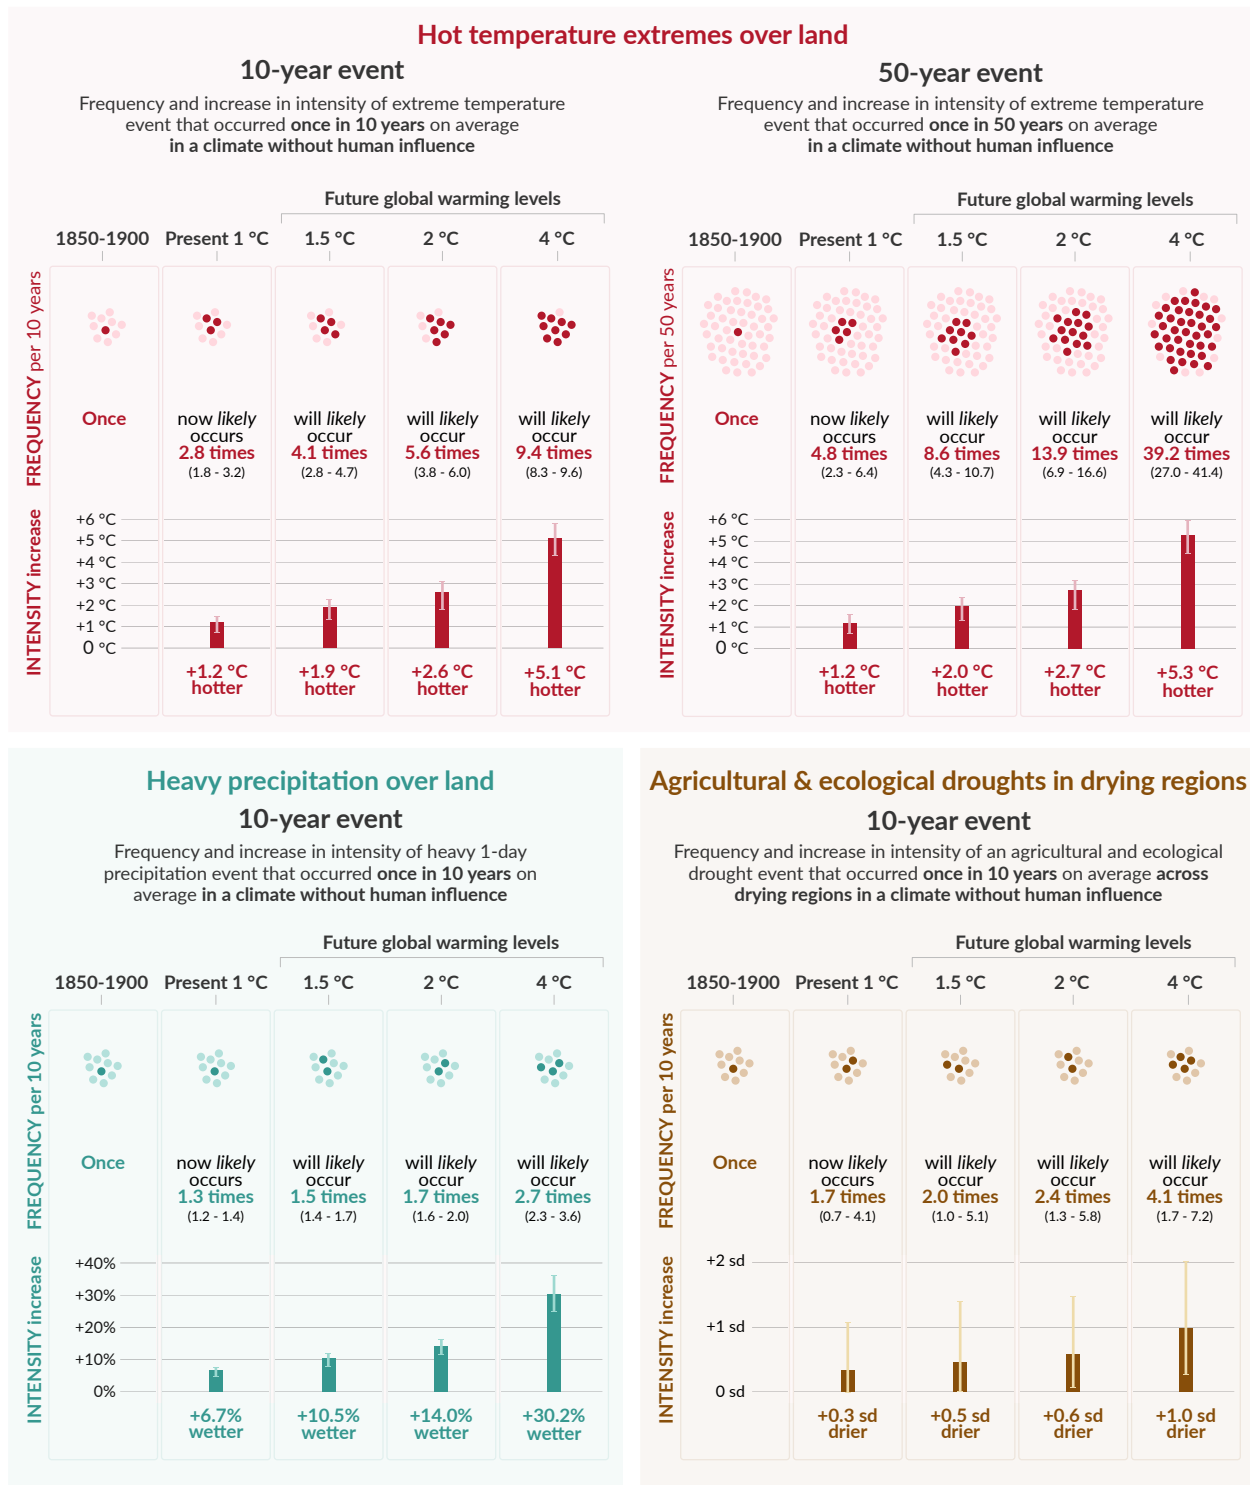 Hot temperature extremes over land
10-year event
Frequency and increase in intensity of extreme temperature
event that occurred once in 10 years on average
in a climate without human influence
Future global warming levels
1850-1900 Present 1 °C 1.5 °C 2 °C 4 °C
FREQUENCY per 10 years
Once
now likely
occurs
2.8 times
(1.8 - 3.2)
will likely
occur
4.1 times
(2.8 - 4.7)
will likely
occur
5.6 times
(3.8 - 6.0)
will likely
occur
9.4 times
(8.3 - 9.6)
INTENSITY increase
+6 °C
+5 °C
+4 °C
+3 °C
+2 °C
+1 °C
0 °C
+1.2 °C
hotter
+1.9 °C
hotter
+2.6 °C
hotter
+5.1 °C
hotter
50-year event
Frequency and increase in intensity of extreme temperature
event that occurred once in 50 years on average
in a climate without human influence
Future global warming levels
1850-1900 Present 1 °C 1.5 °C 2 °C 4 °C
FREQUENCY per 50 years
Once
now likely
occurs
4.8 times
(2.3 - 6.4)
will likely
occur
8.6 times
(4.3 - 10.7)
will likely
occur
13.9 times
(6.9 - 16.6)
will likely
occur
39.2 times
(27.0 - 41.4)
INTENSITY increase
+6 °C
+5 °C
+4 °C
+3 °C
+2 °C
+1 °C
0 °C
+1.2 °C
hotter
+2.0 °C
hotter
+2.7 °C
hotter
+5.3 °C
hotter
Heavy precipitation over land
10-year event
Frequency and increase in intensity of heavy 1-day
precipitation event that occurred once in 10 years on
average in a climate without human influence
Future global warming levels
1850-1900 Present 1 °C 1.5 °C 2 °C 4 °C
FREQUENCY per 10 years
Once
now likely
occurs
1.3 times
(1.2 - 1.4)
will likely
occur
1.5 times
(1.4 - 1.7)
will likely
occur
1.7 times
(1.6 - 2.0)
will likely
occur
2.7 times
(2.3 - 3.6)
INTENSITY increase
+40%
+30%
+20%
+10%
0%
+6.7%
wetter
+10.5%
wetter
+14.0%
wetter
+30.2%
wetter
Agricultural & ecological droughts in drying regions
10-year event
Frequency and increase in intensity of an agricultural and ecological
drought event that occurred once in 10 years on average across
drying regions in a climate without human influence
Future global warming levels
1850-1900 Present 1 °C 1.5 °C 2 °C 4 °C
FREQUENCY per 10 years
Once
now likely
occurs
1.7 times
(0.7 - 4.1)
will likely
occur
2.0 times
(1.0 - 5.1)
will likely
occur
2.4 times
(1.3 - 5.8)
will likely
occur
4.1 times
(1.7 - 7.2)
INTENSITY increase
+2 sd
+1 sd
0 sd
+0.3 sd
drier
+0.5 sd
drier
+0.6 sd
drier
+1.0 sd
drier